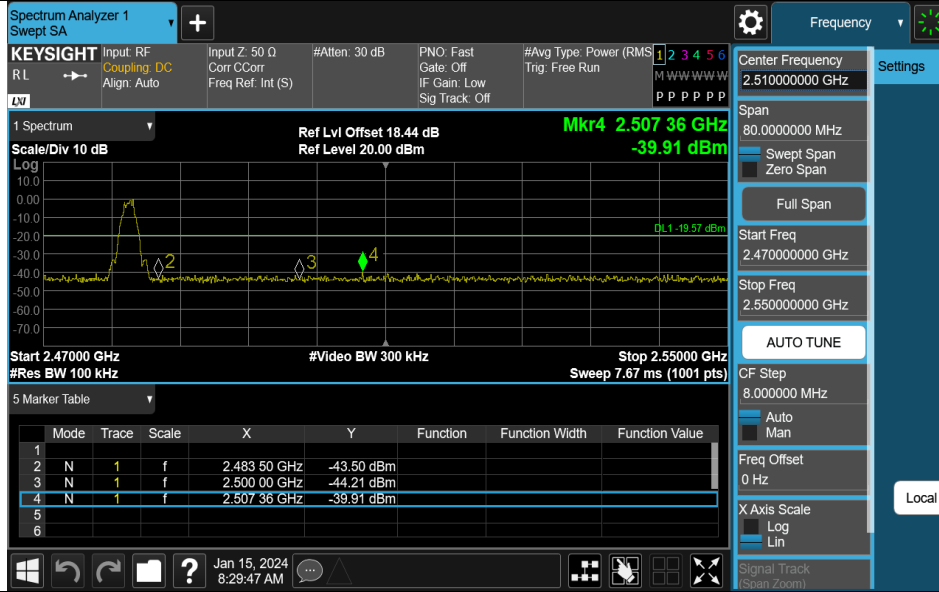 Spectrum Analyzer 1
Swept SA
Frequency
KEYSIGHT
R L
LXI
Input: RF
Coupling: DC
Align: Auto
Input Z: 50 Ω
Corr CCorr
Freq Ref: Int (S)
#Atten: 30 dB
PNO: Fast
Gate: Off
IF Gain: Low
Sig Track: Off
#Avg Type: Power (RMS
Trig: Free Run
1 2 3 4 5 6
M W W W W W
P P P P P P
Center Frequency
2.510000000 GHz
Settings
1 Spectrum
Scale/Div 10 dB
Ref Lvl Offset 18.44 dB
Ref Level 20.00 dBm
Mkr4 2.507 36 GHz
-39.91 dBm
Log
10.0
0.00
-10.0
-20.0
-30.0
-40.0
-50.0
-60.0
-70.0
DL1 -19.57 dBm
2
3
4
Start 2.47000 GHz
#Res BW 100 kHz
#Video BW 300 kHz
Stop 2.55000 GHz
Sweep 7.67 ms (1001 pts)
Span
80.0000000 MHz
Swept Span
Zero Span
Full Span
Start Freq
2.470000000 GHz
Stop Freq
2.550000000 GHz
AUTO TUNE
CF Step
8.000000 MHz
Auto
Man
Freq Offset
0 Hz
X Axis Scale
Log
Lin
Signal Track
(Span Zoom)
Local
5 Marker Table
Mode Trace Scale X Y Function Function Width Function Value
1
2 N 1 f 2.483 50 GHz -43.50 dBm
3 N 1 f 2.500 00 GHz -44.21 dBm
4 N 1 f 2.507 36 GHz -39.91 dBm
5
6
?
Jan 15, 2024
8:29:47 AM